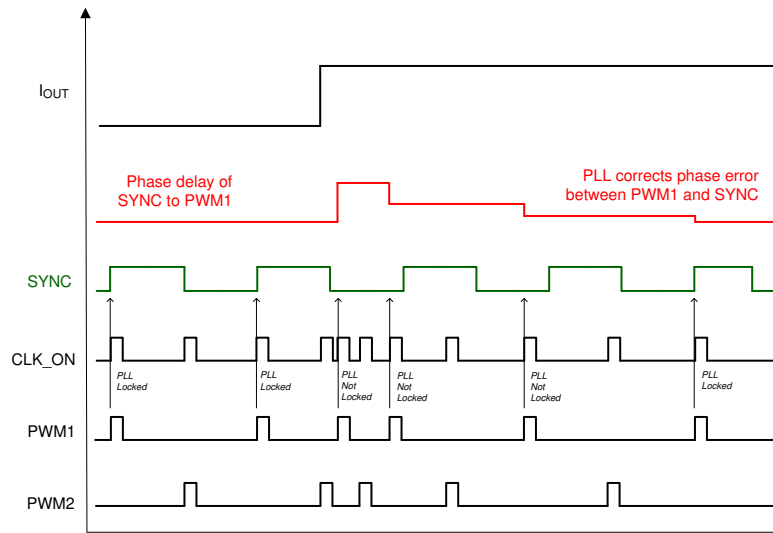 IOUT
Phase delay of
SYNC to PWM1
PLL corrects phase error
between PWM1 and SYNC
SYNC
CLK_ON
PLL
Locked
PLL
Locked
PLL
Not
Locked
PLL
Not
Locked
PLL
Not
Locked
PLL
Locked
PWM1
PWM2